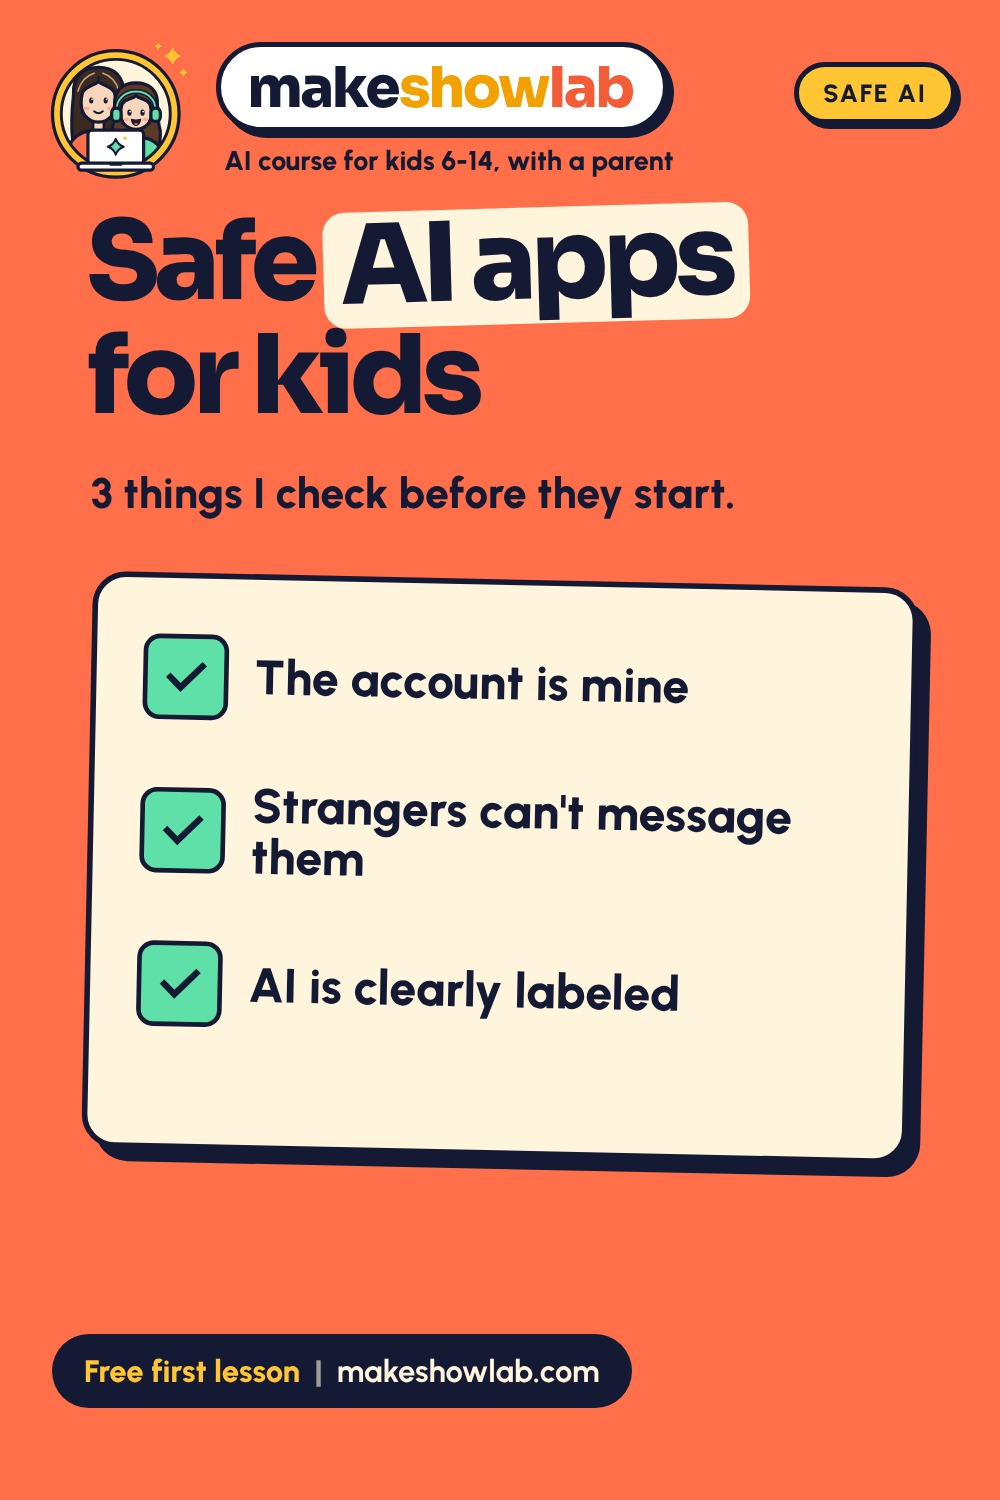 makeshowlab
SAFE AI
AI course for kids 6-14, with a parent
Safe AI apps
for kids
3 things I check before they start.
The account is mine
Strangers can't message
them
AI is clearly labeled
Free first lesson | makeshowlab.com